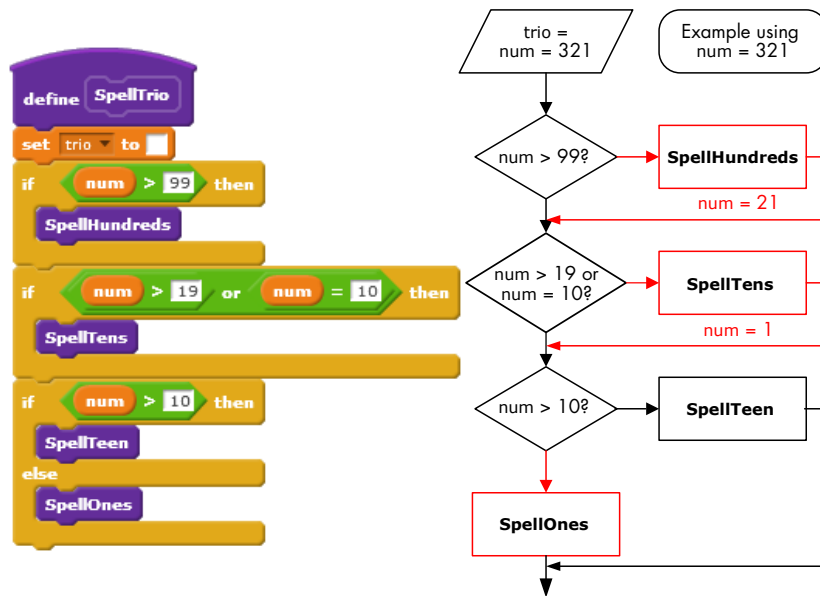 define SpellTrio
set trio to
if num > 99 then
SpellHundreds
if num > 19 or num = 10 then
SpellTens
if num > 10 then
SpellTeen
else
SpellOnes
trio =
num = 321
Example using
num = 321
num > 99?
SpellHundreds
num = 21
num > 19 or
num = 10?
SpellTens
num = 1
num > 10?
SpellTeen
SpellOnes